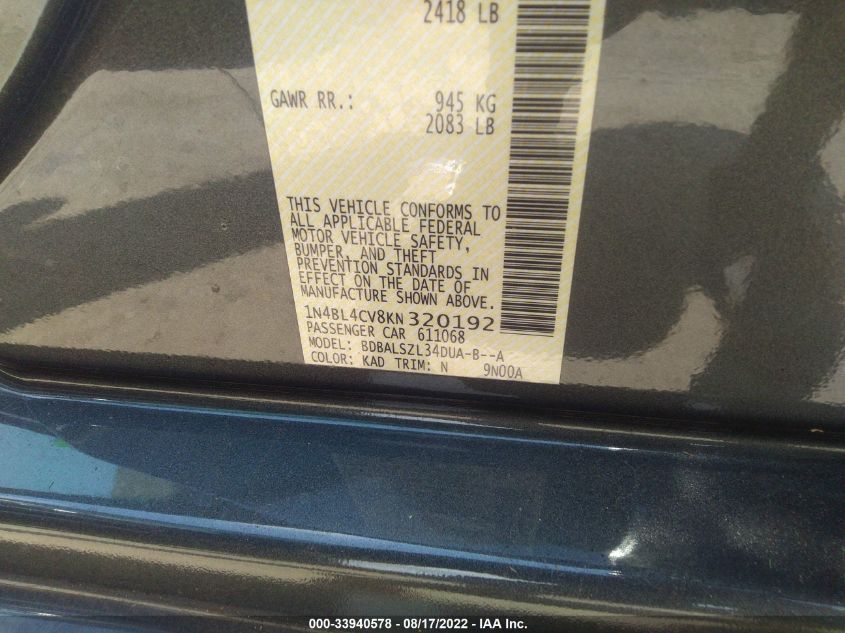 2418 LB
GAWR RR.: 945 KG
2083 LB
THIS VEHICLE CONFORMS TO
ALL APPLICABLE FEDERAL
MOTOR VEHICLE SAFETY,
BUMPER, AND THEFT
PREVENTION STANDARDS IN
EFFECT ON THE DATE OF
MANUFACTURE SHOWN ABOVE.
1N4BL4CV8KN320192
PASSENGER CAR 611068
MODEL: BDBALSZL34DUA-B--A
COLOR: KAD TRIM: N 9N00A
000-33940578 - 08/17/2022 - IAA Inc.